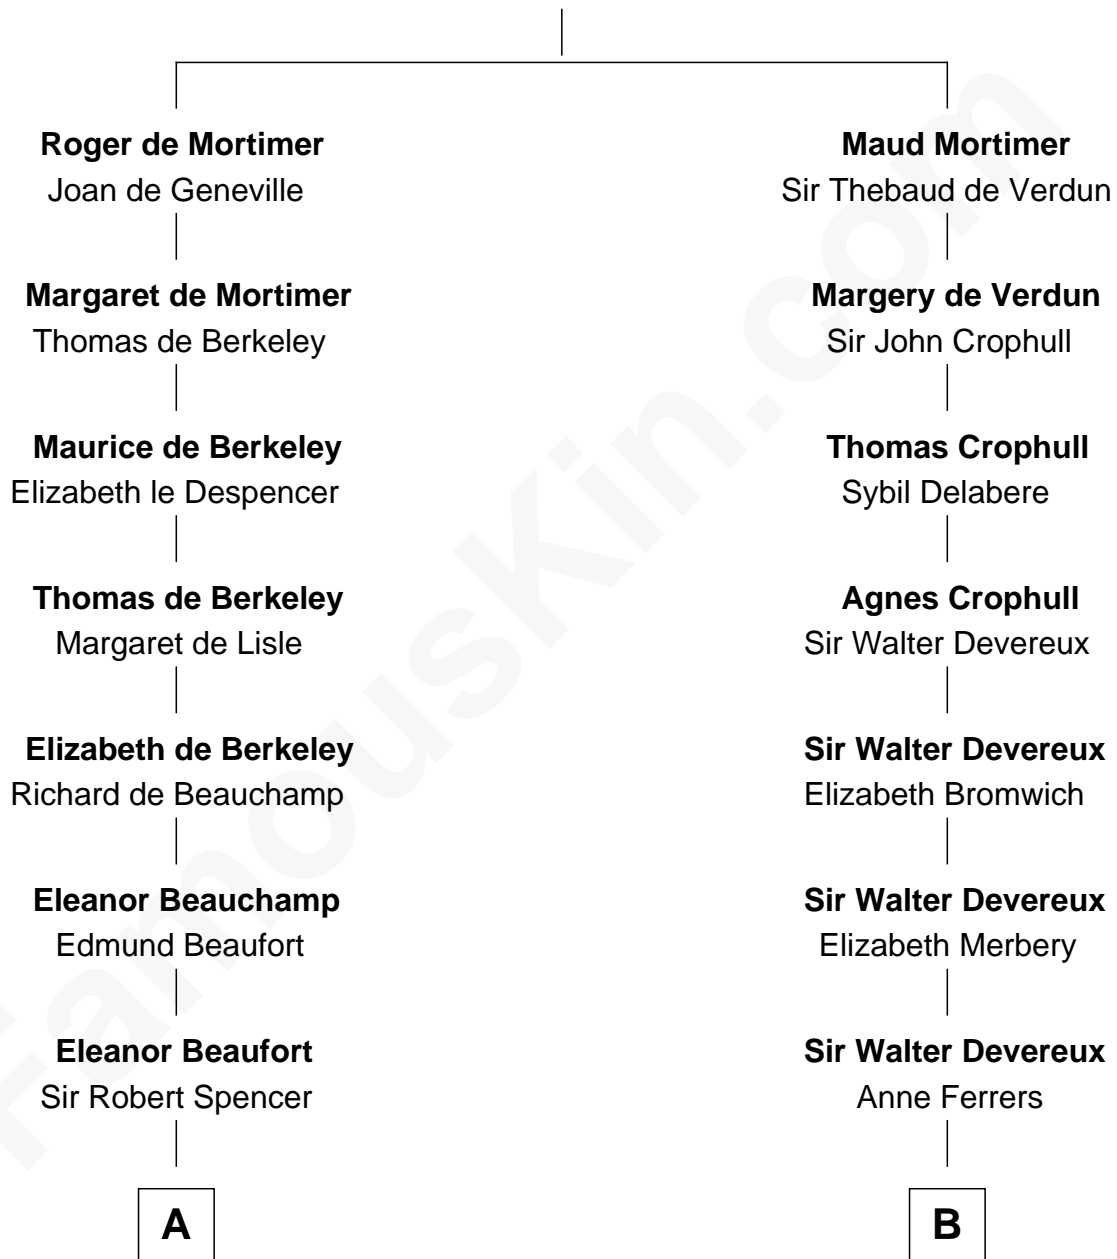 Roger de Mortimer
Joan de Geneville
Margaret de Mortimer
Thomas de Berkeley
Maurice de Berkeley
Elizabeth le Despencer
Thomas de Berkeley
Margaret de Lisle
Elizabeth de Berkeley
Richard de Beauchamp
Eleanor Beauchamp
Edmund Beaufort
Eleanor Beaufort
Sir Robert Spencer
A
Maud Mortimer
Sir Thebaud de Verdun
Margery de Verdun
Sir John Crophull
Thomas Crophull
Sybil Delabere
Agnes Crophull
Sir Walter Devereux
Sir Walter Devereux
Elizabeth Bromwich
Sir Walter Devereux
Elizabeth Merbery
Sir Walter Devereux
Anne Ferrers
B
FamousKin.com